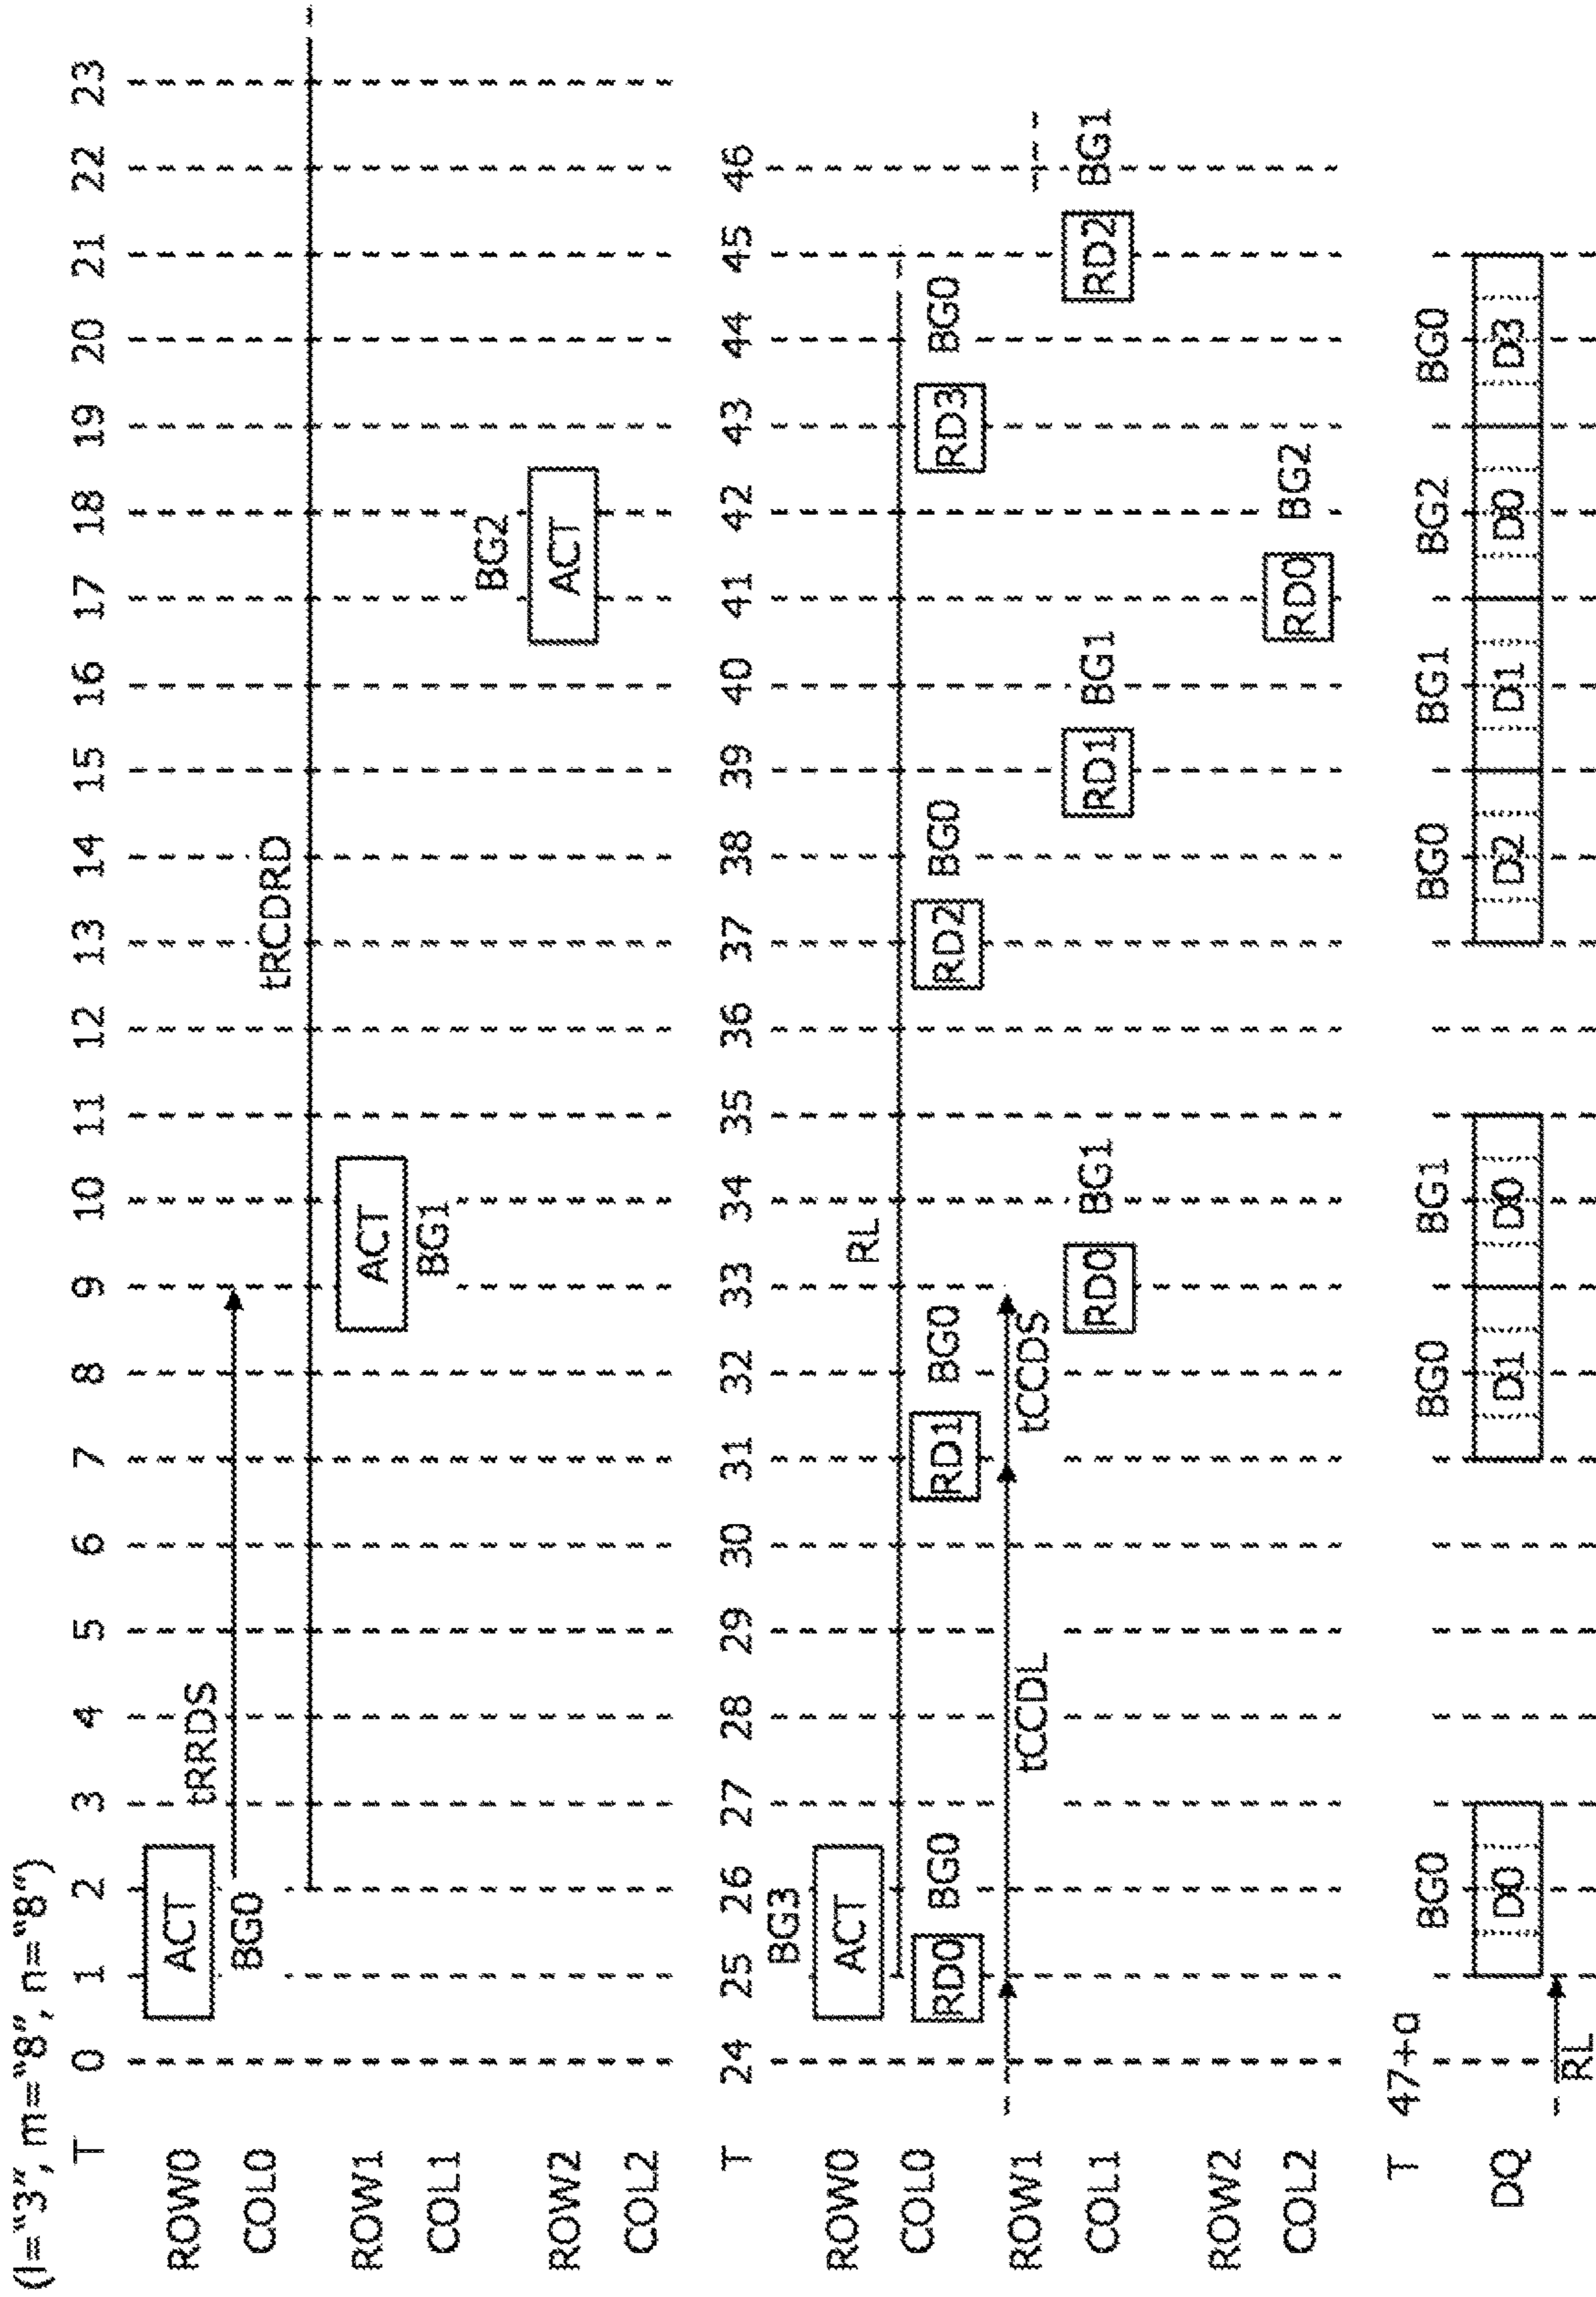 (l="3", m="8", n="8")
T 0 1 2 3 4 5 6 7 8 9 10 11 12 13 14 15 16 17 18 19 20 21 22 23
ROW0 ACT
tRRDS
COL0 BG0
tRCDRD
ROW1 ACT
COL1 BG1
BG2
ROW2 ACT
COL2
T 24 25 26 27 28 29 30 31 32 33 34 35 36 37 38 39 40 41 42 43 44 45 46
BG3
ROW0 ACT
RL
COL0 RD0 BG0 RD1 BG0 RD2 BG0 RD3 BG0
ROW1 tCCDL tCCDS
COL1 RD0 BG1 RD1 BG1 RD2 BG1
ROW2
COL2 RD0 BG2
T 47+α
BG0 BG0 BG1 BG0 BG1 BG2 BG0
DQ D0 D1 D0 D2 D1 D0 D3
RL